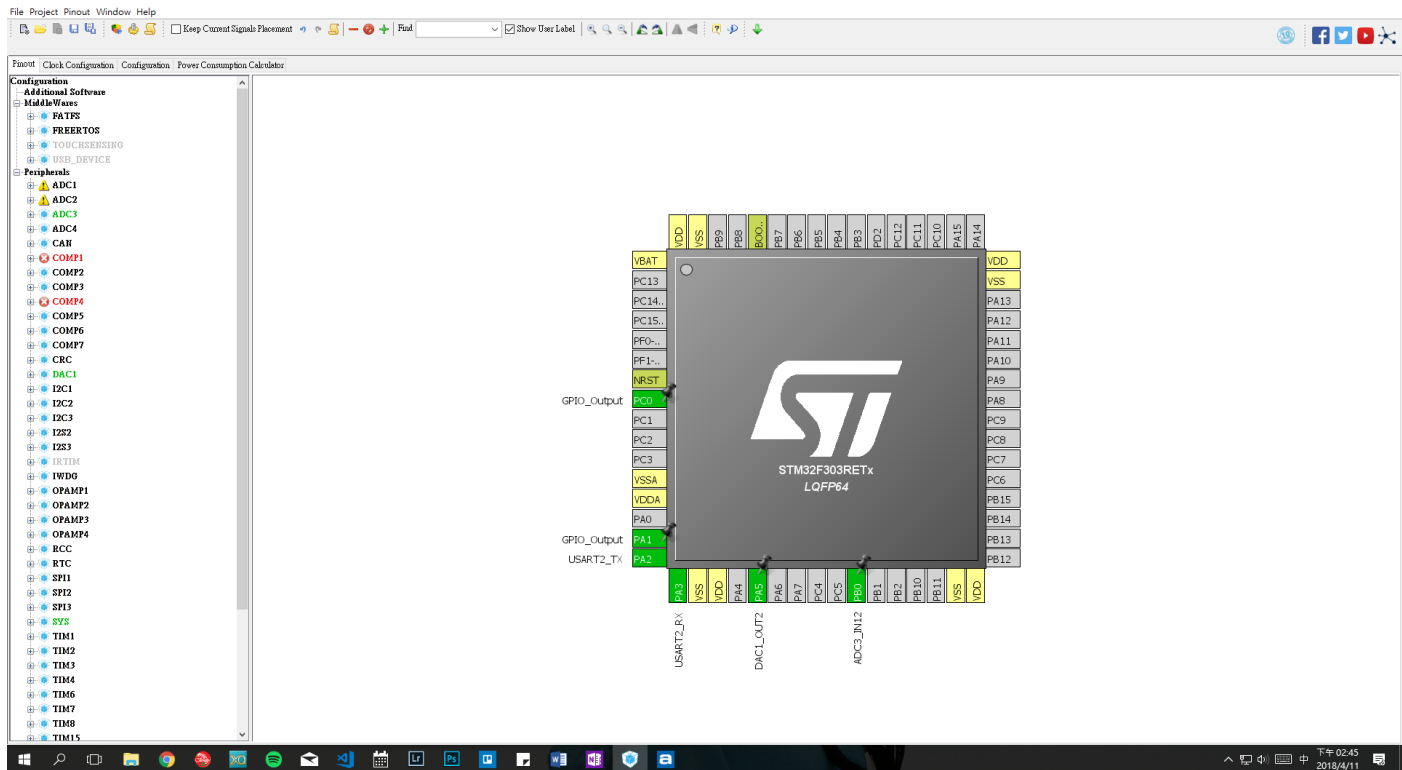 File Project Pinout Window Help
Keep Current Signals Placement Find Show User Label
Pinout Clock Configuration Configuration Power Consumption Calculator
Configuration
Additional Software
MiddleWares
FATFS
FREERTOS
TOUCHSENSING
USB_DEVICE
Peripherals
ADC1
ADC2
ADC3
ADC4
CAN
COMP1
COMP2
COMP3
COMP4
COMP5
COMP6
COMP7
CRC
DAC1
I2C1
I2C2
I2C3
I2S2
I2S3
IRTIM
IWDG
OPAMP1
OPAMP2
OPAMP3
OPAMP4
RCC
RTC
SPI1
SPI2
SPI3
SYS
TIM1
TIM2
TIM3
TIM4
TIM6
TIM7
TIM8
TIM15
VDD VSS PB9 PB8 BOO.. PB7 PB6 PB5 PB4 PB3 PD2 PC12 PC11 PC10 PA15 PA14
VBAT VDD
PC13 VSS
PC14.. PA13
PC15.. PA12
PF0-.. PA11
PF1-.. PA10
NRST PA9
GPIO_Output PC0 PA8
PC1 PC9
PC2 PC8
PC3 PC7
VSSA PC6
VDDA PB15
PA0 PB14
GPIO_Output PA1 PB13
USART2_TX PA2 PB12
ST
STM32F303RETx
LQFP64
PA3 VSS VDD PA4 PA5 PA6 PA7 PC4 PC5 PB0 PB1 PB2 PB10 PB11 VSS VDD
USART2_RX DAC1_OUT2 ADC3_IN12
Lr Ps
中 下午 02:45
2018/4/11